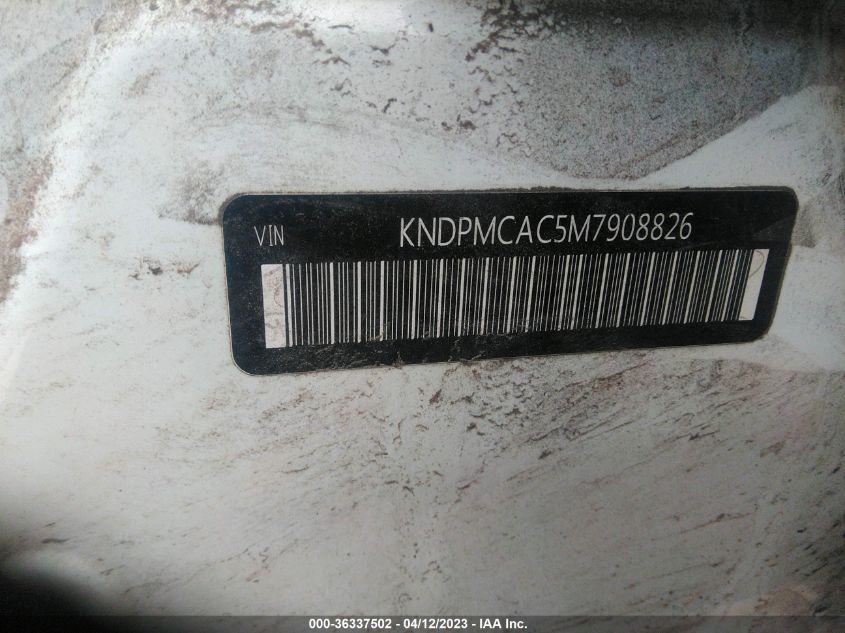 VIN KNDPMCAC5M7908826
000-36337502 - 04/12/2023 - IAA Inc.